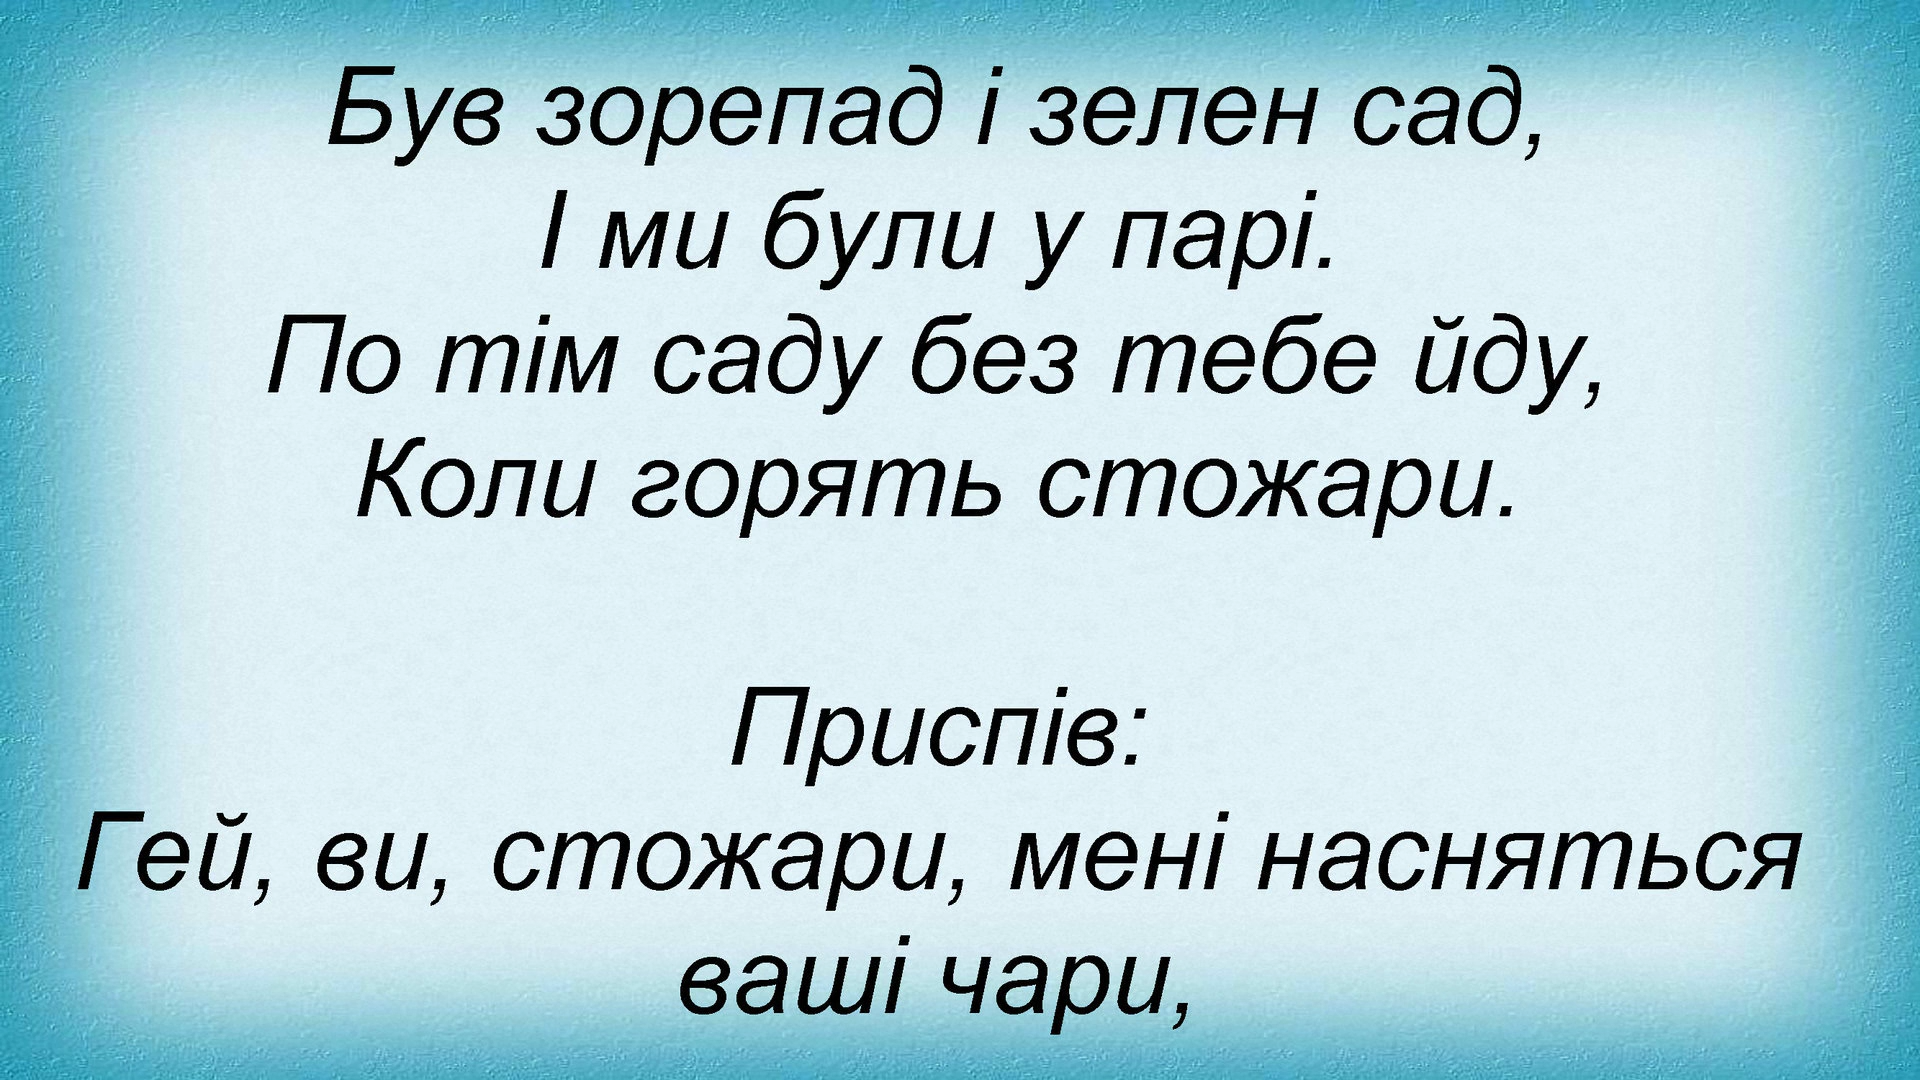 Був зорепад і зелен сад,
І ми були у парі.
По тім саду без тебе йду,
Коли горять стожари.
Приспів:
Гей, ви, стожари, мені насняться
ваші чари,